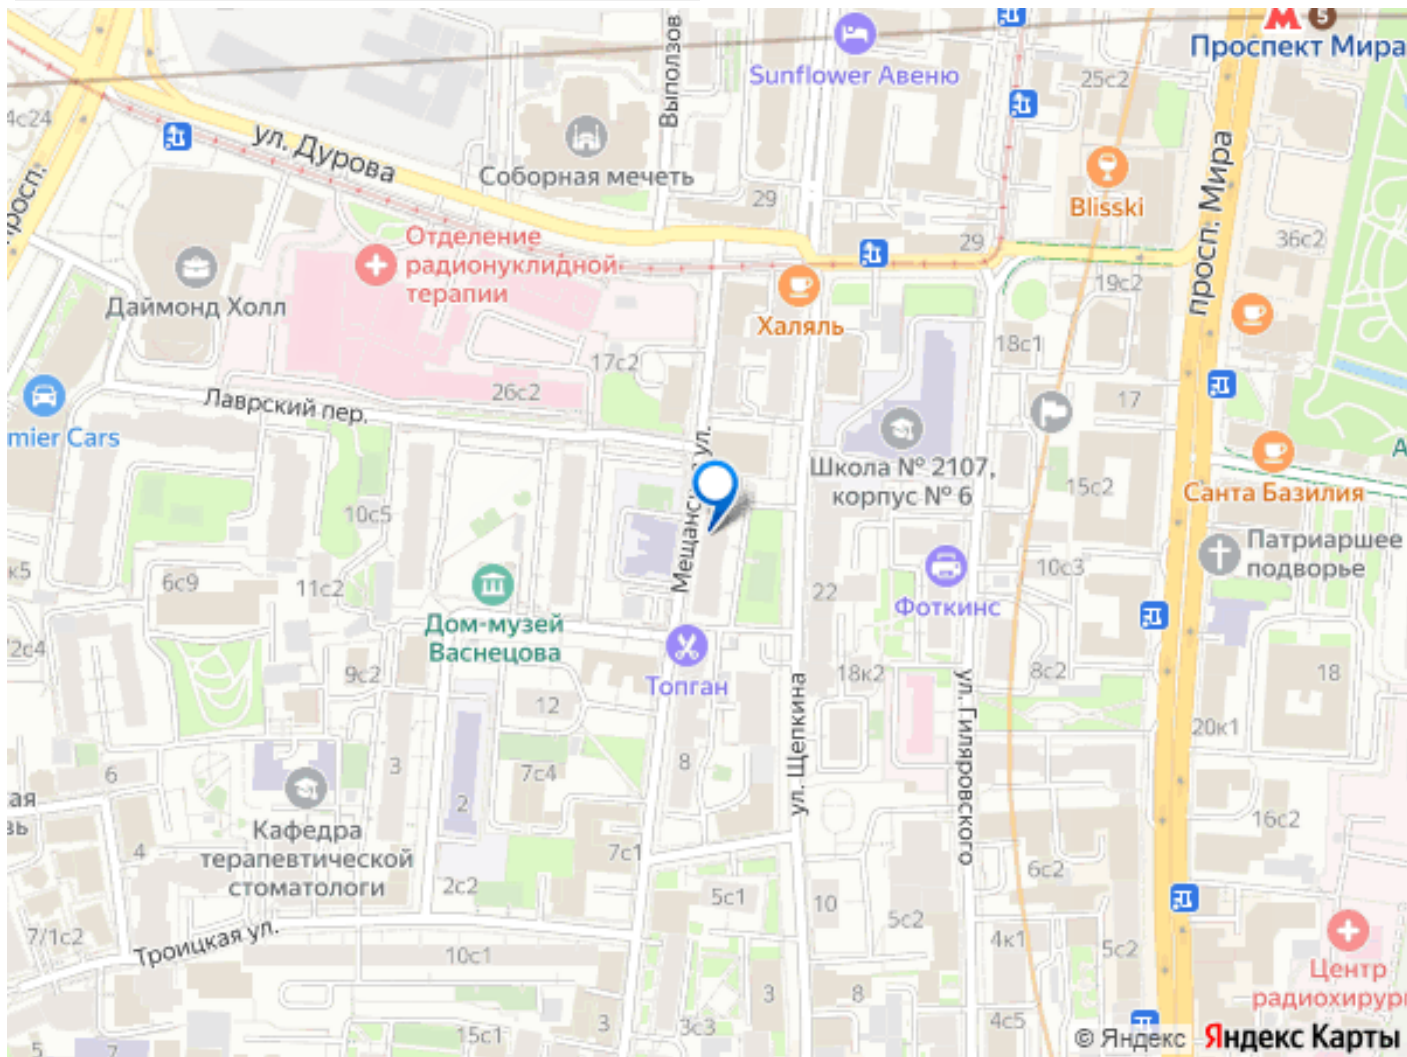 5
Проспект Мира
Выползов
Sunflower Авеню
25с2
4с24
ул. Дурова
Соборная мечеть
просп. Мира
Blisski
29
просп.
Отделение
радионуклидной
терапии
29
36с2
Даймонд Холл
19с2
Халяль
17с2
18с1
26с2
17
Лаврский пер.
mier Cars
Школа № 2107,
корпус № 6
15с2
Санта Базилия
10с5
Патриаршее
подворье
к5
6с9
11с2
22
10с3
Фоткинс
Дом-музей
Васнецова
2с4
9с2
Топган
18к2
8с2
18
12
ул. Щепкина
ул. Гиляровского
20к1
6
3
7с4
8
2
ая
зь
16с2
Кафедра
терапевтической
стоматологи
4
7с1
6с2
2с2
5с1
10
5с2
7/1с2
Троицкая ул.
10с1
4к1
5с2
Центр
радиохирург
3
8
15с1
3
3с3
4с5
5
7
© Яндекс Яндекс Карты